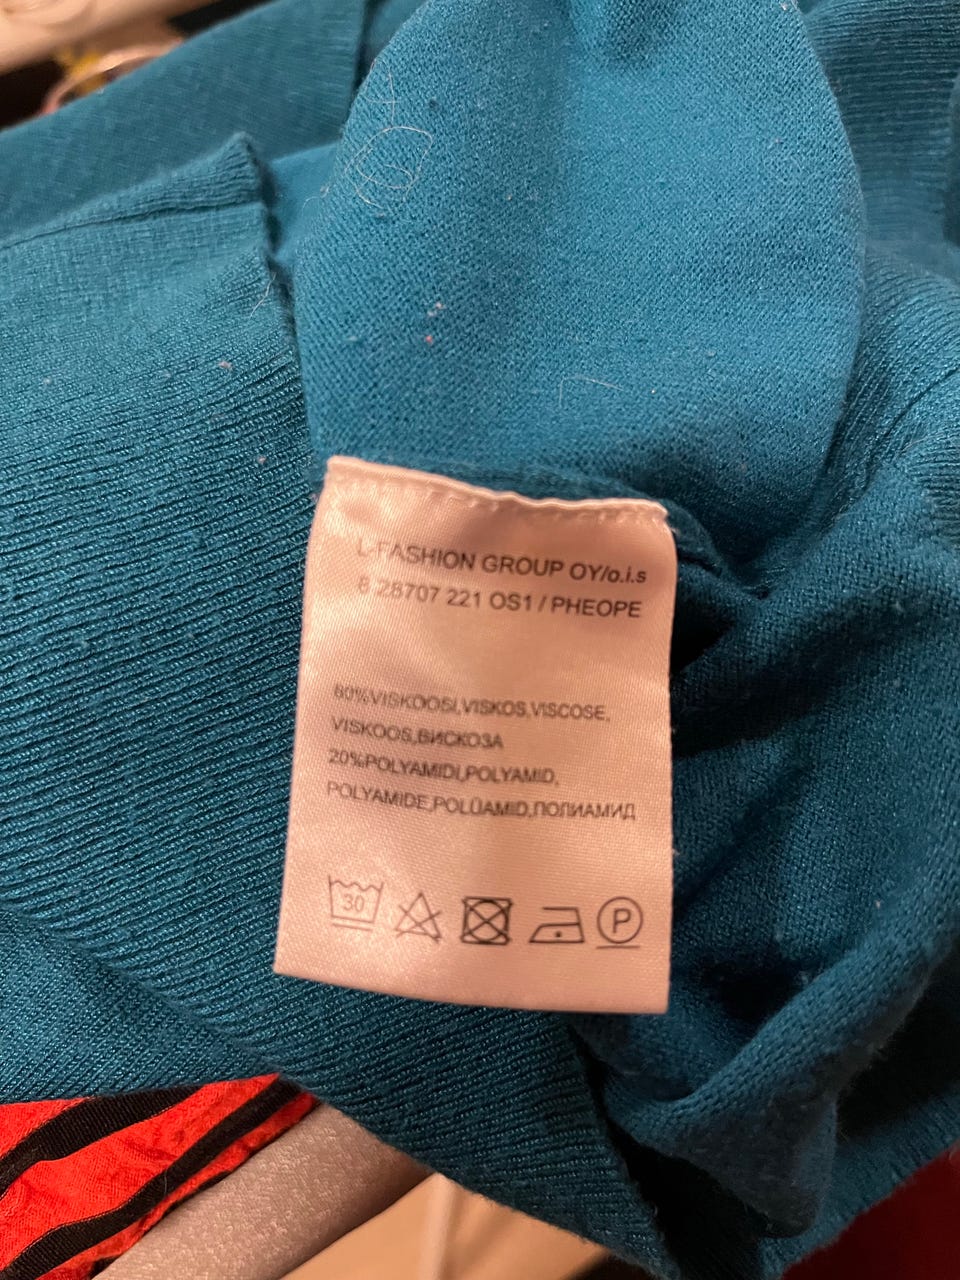 L-FASHION GROUP OY/o.i.s
8 28707 221 OS1 / PHEOPE
80%VISKOOSI,VISKOS,VISCOSE,
VISKOOS,ВИСКОЗА
20%POLYAMIDI,POLYAMID,
POLYAMIDE,POLÜAMID,ПОЛИАМИД
30
P